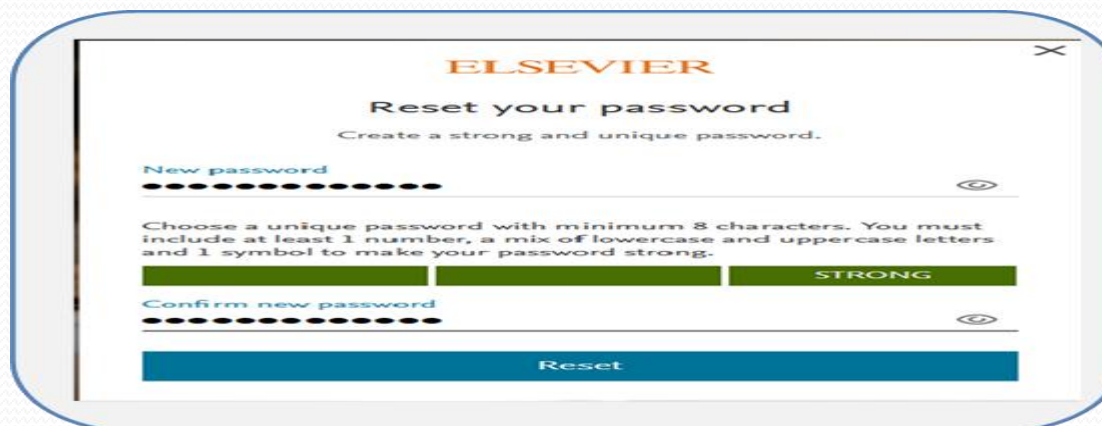 ELSEVIER
Reset your password
Create a strong and unique password.
New password
●●●●●●●●●●●●●
Choose a unique password with minimum 8 characters. You must
include at least 1 number, a mix of lowercase and uppercase letters
and 1 symbol to make your password strong.
STRONG
Confirm new password
●●●●●●●●●●●●●
Reset